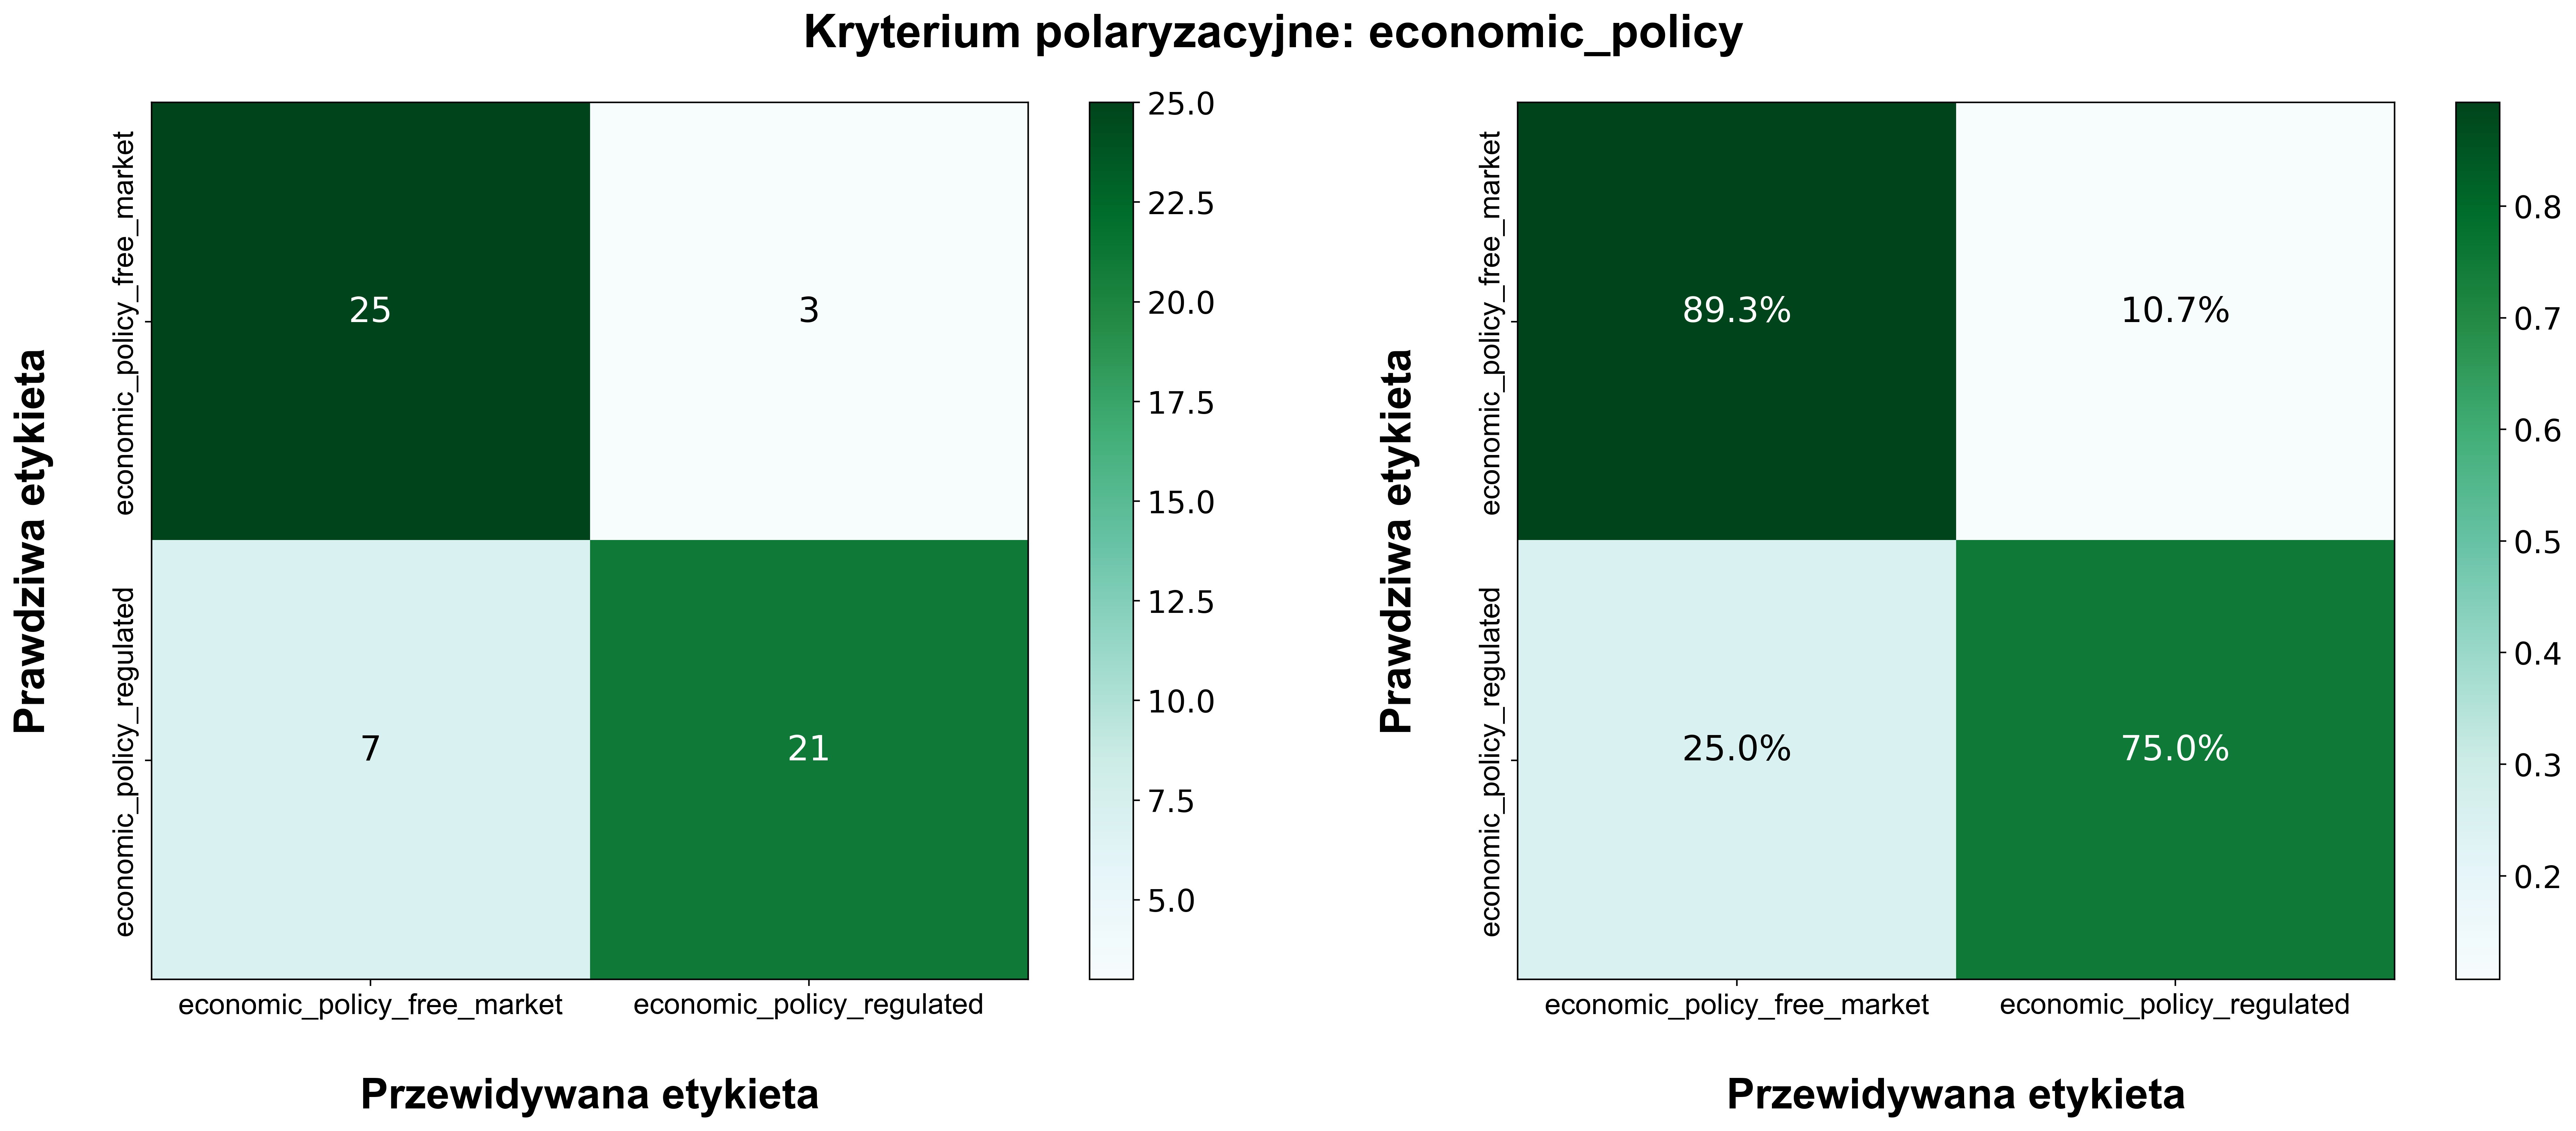 Kryterium polaryzacyjne: economic_policy
Prawdziwa etykieta
economic_policy_free_market
economic_policy_regulated
25
3
7
21
economic_policy_free_market
economic_policy_regulated
Przewidywana etykieta
25.0
22.5
20.0
17.5
15.0
12.5
10.0
7.5
5.0
Prawdziwa etykieta
economic_policy_free_market
economic_policy_regulated
89.3%
10.7%
25.0%
75.0%
economic_policy_free_market
economic_policy_regulated
Przewidywana etykieta
0.8
0.7
0.6
0.5
0.4
0.3
0.2